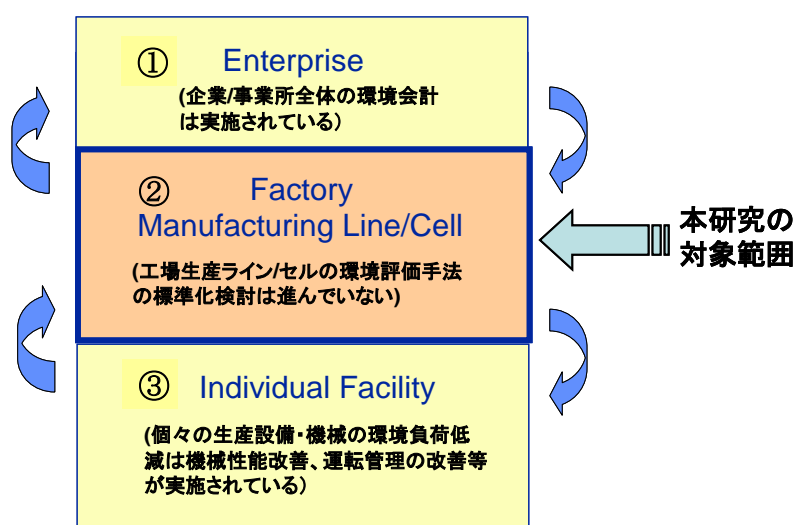 ① Enterprise
(企業/事業所全体の環境会計
は実施されている)
② Factory
Manufacturing Line/Cell
(工場生産ライン/セルの環境評価手法
の標準化検討は進んでいない)
本研究の
対象範囲
③ Individual Facility
(個々の生産設備・機械の環境負荷低
減は機械性能改善、運転管理の改善等
が実施されている)